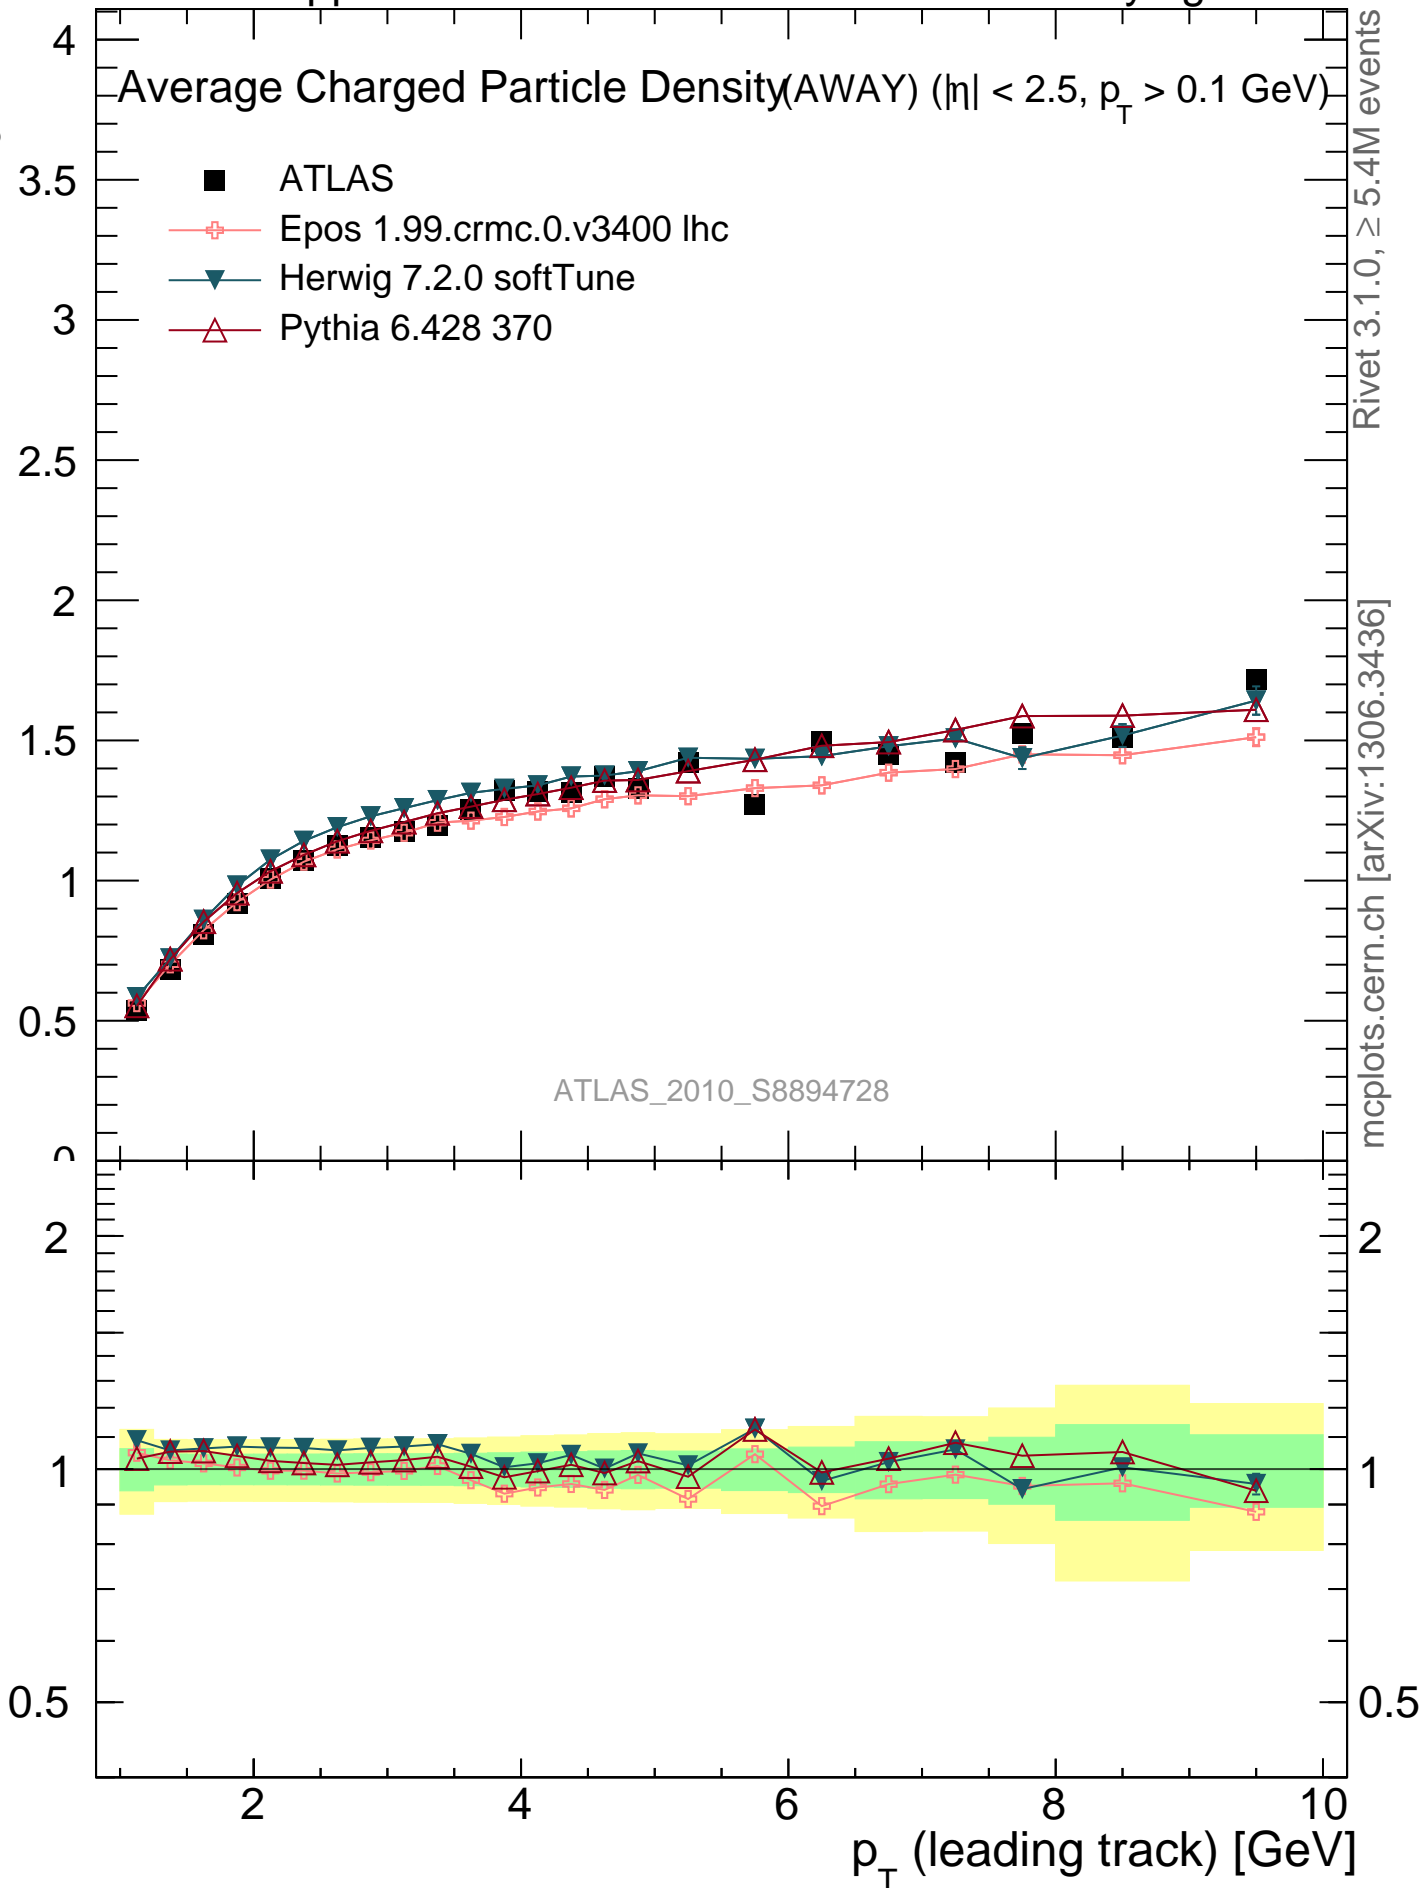 4
Average Charged Particle Density (AWAY) (|η| < 2.5, p_T > 0.1 GeV)
3.5
ATLAS
Epos 1.99.crmc.0.v3400 lhc
Herwig 7.2.0 softTune
Pythia 6.428 370
3
2.5
2
1.5
1
0.5
ATLAS_2010_S8894728
0
Rivet 3.1.0, ≥ 5.4M events
mcplots.cern.ch [arXiv:1306.3436]
2
2
1
1
0.5
0.5
2 4 6 8 10
p_T (leading track) [GeV]